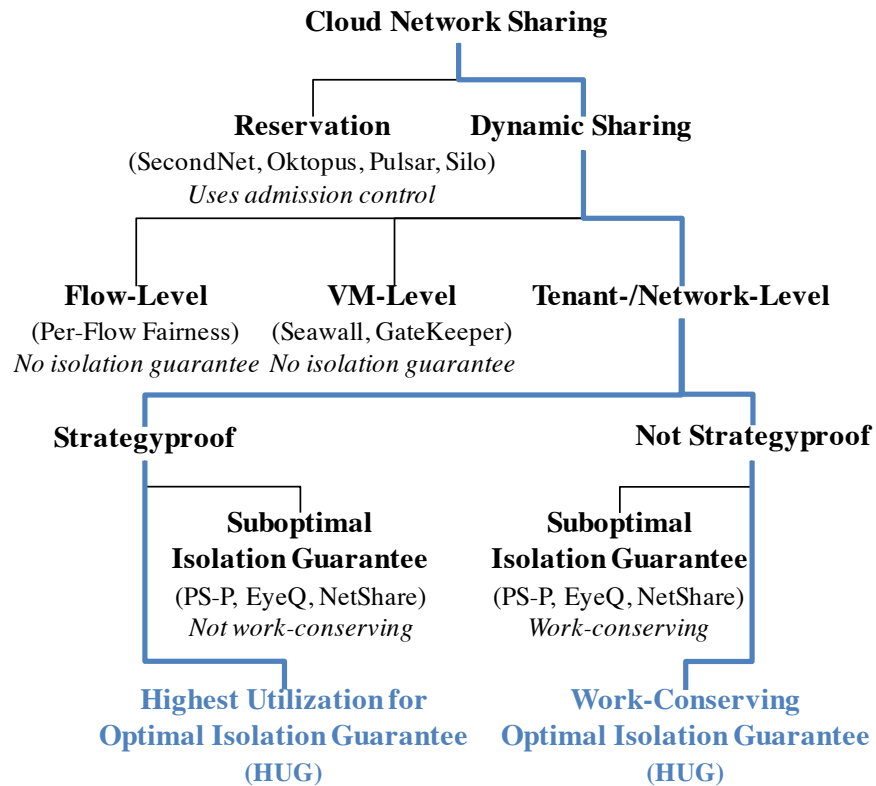 Cloud Network Sharing
Reservation
(SecondNet, Oktopus, Pulsar, Silo)
Uses admission control
Dynamic Sharing
Flow-Level
(Per-Flow Fairness)
No isolation guarantee
VM-Level
(Seawall, GateKeeper)
No isolation guarantee
Tenant-/Network-Level
Strategyproof
Not Strategyproof
Suboptimal
Isolation Guarantee
(PS-P, EyeQ, NetShare)
Not work-conserving
Suboptimal
Isolation Guarantee
(PS-P, EyeQ, NetShare)
Work-conserving
Highest Utilization for
Optimal Isolation Guarantee
(HUG)
Work-Conserving
Optimal Isolation Guarantee
(HUG)